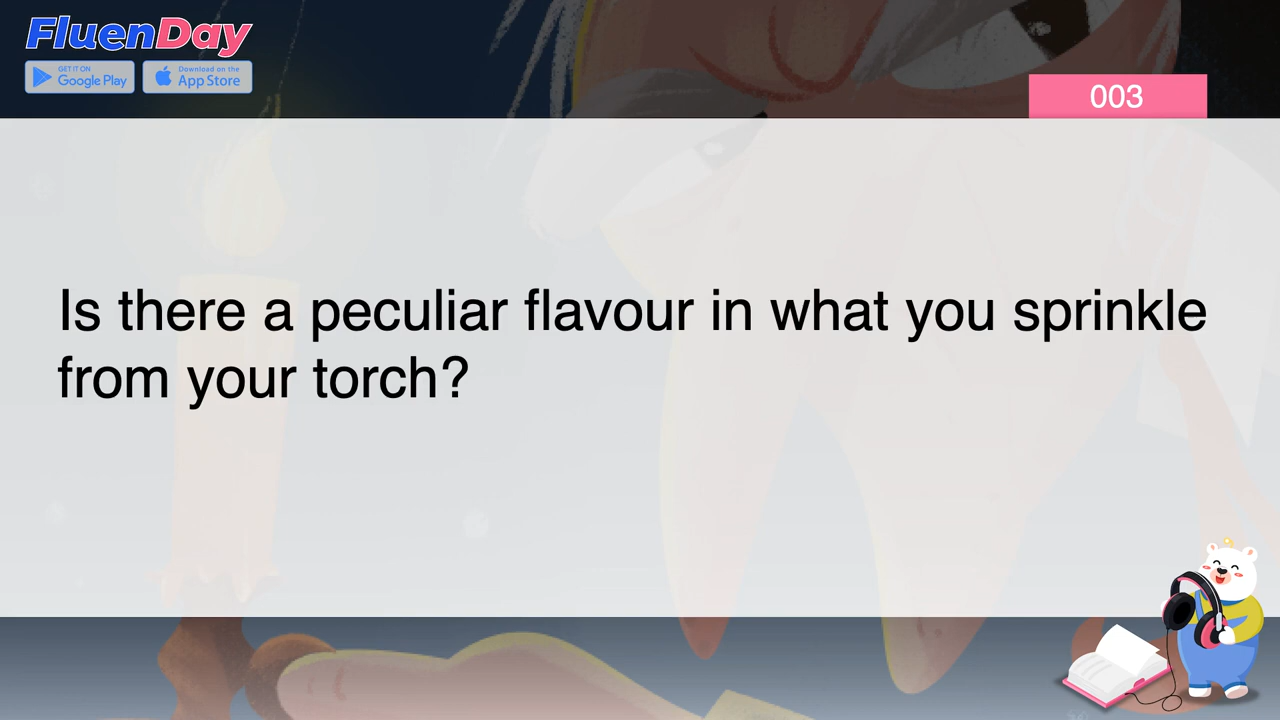 FluenDay
GET IT ON
Google Play
Download on the
App Store
003
Is there a peculiar flavour in what you sprinkle
from your torch?